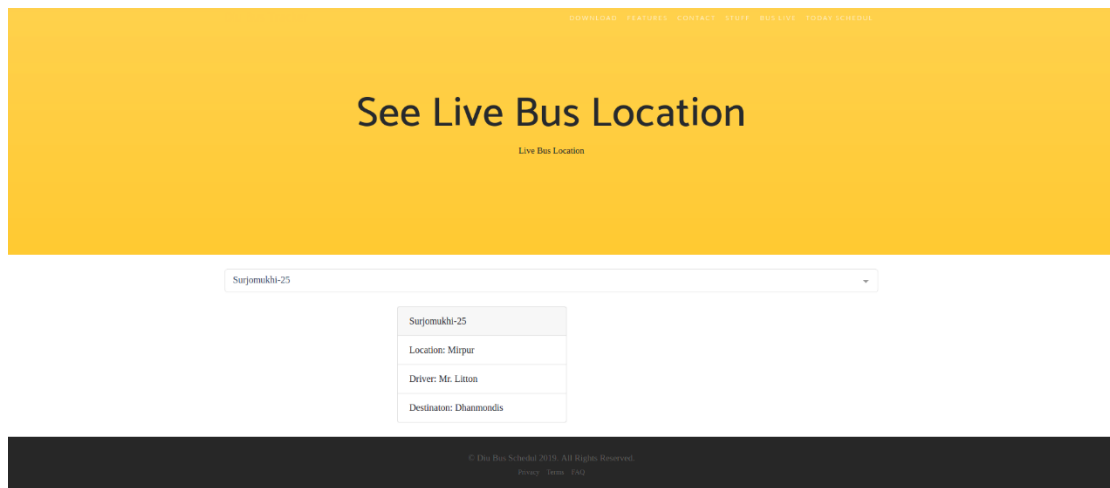 DOWNLOAD FEATURES CONTACT STUFF BUS LIVE TODAY SCHEDUL
See Live Bus Location
Live Bus Location
Surjomukhi-25
Surjomukhi-25
Location: Mirpur
Driver: Mr. Litton
Destinaton: Dhanmondis
© Diu Bus Schedul 2019. All Rights Reserved.
Privacy Terms FAQ